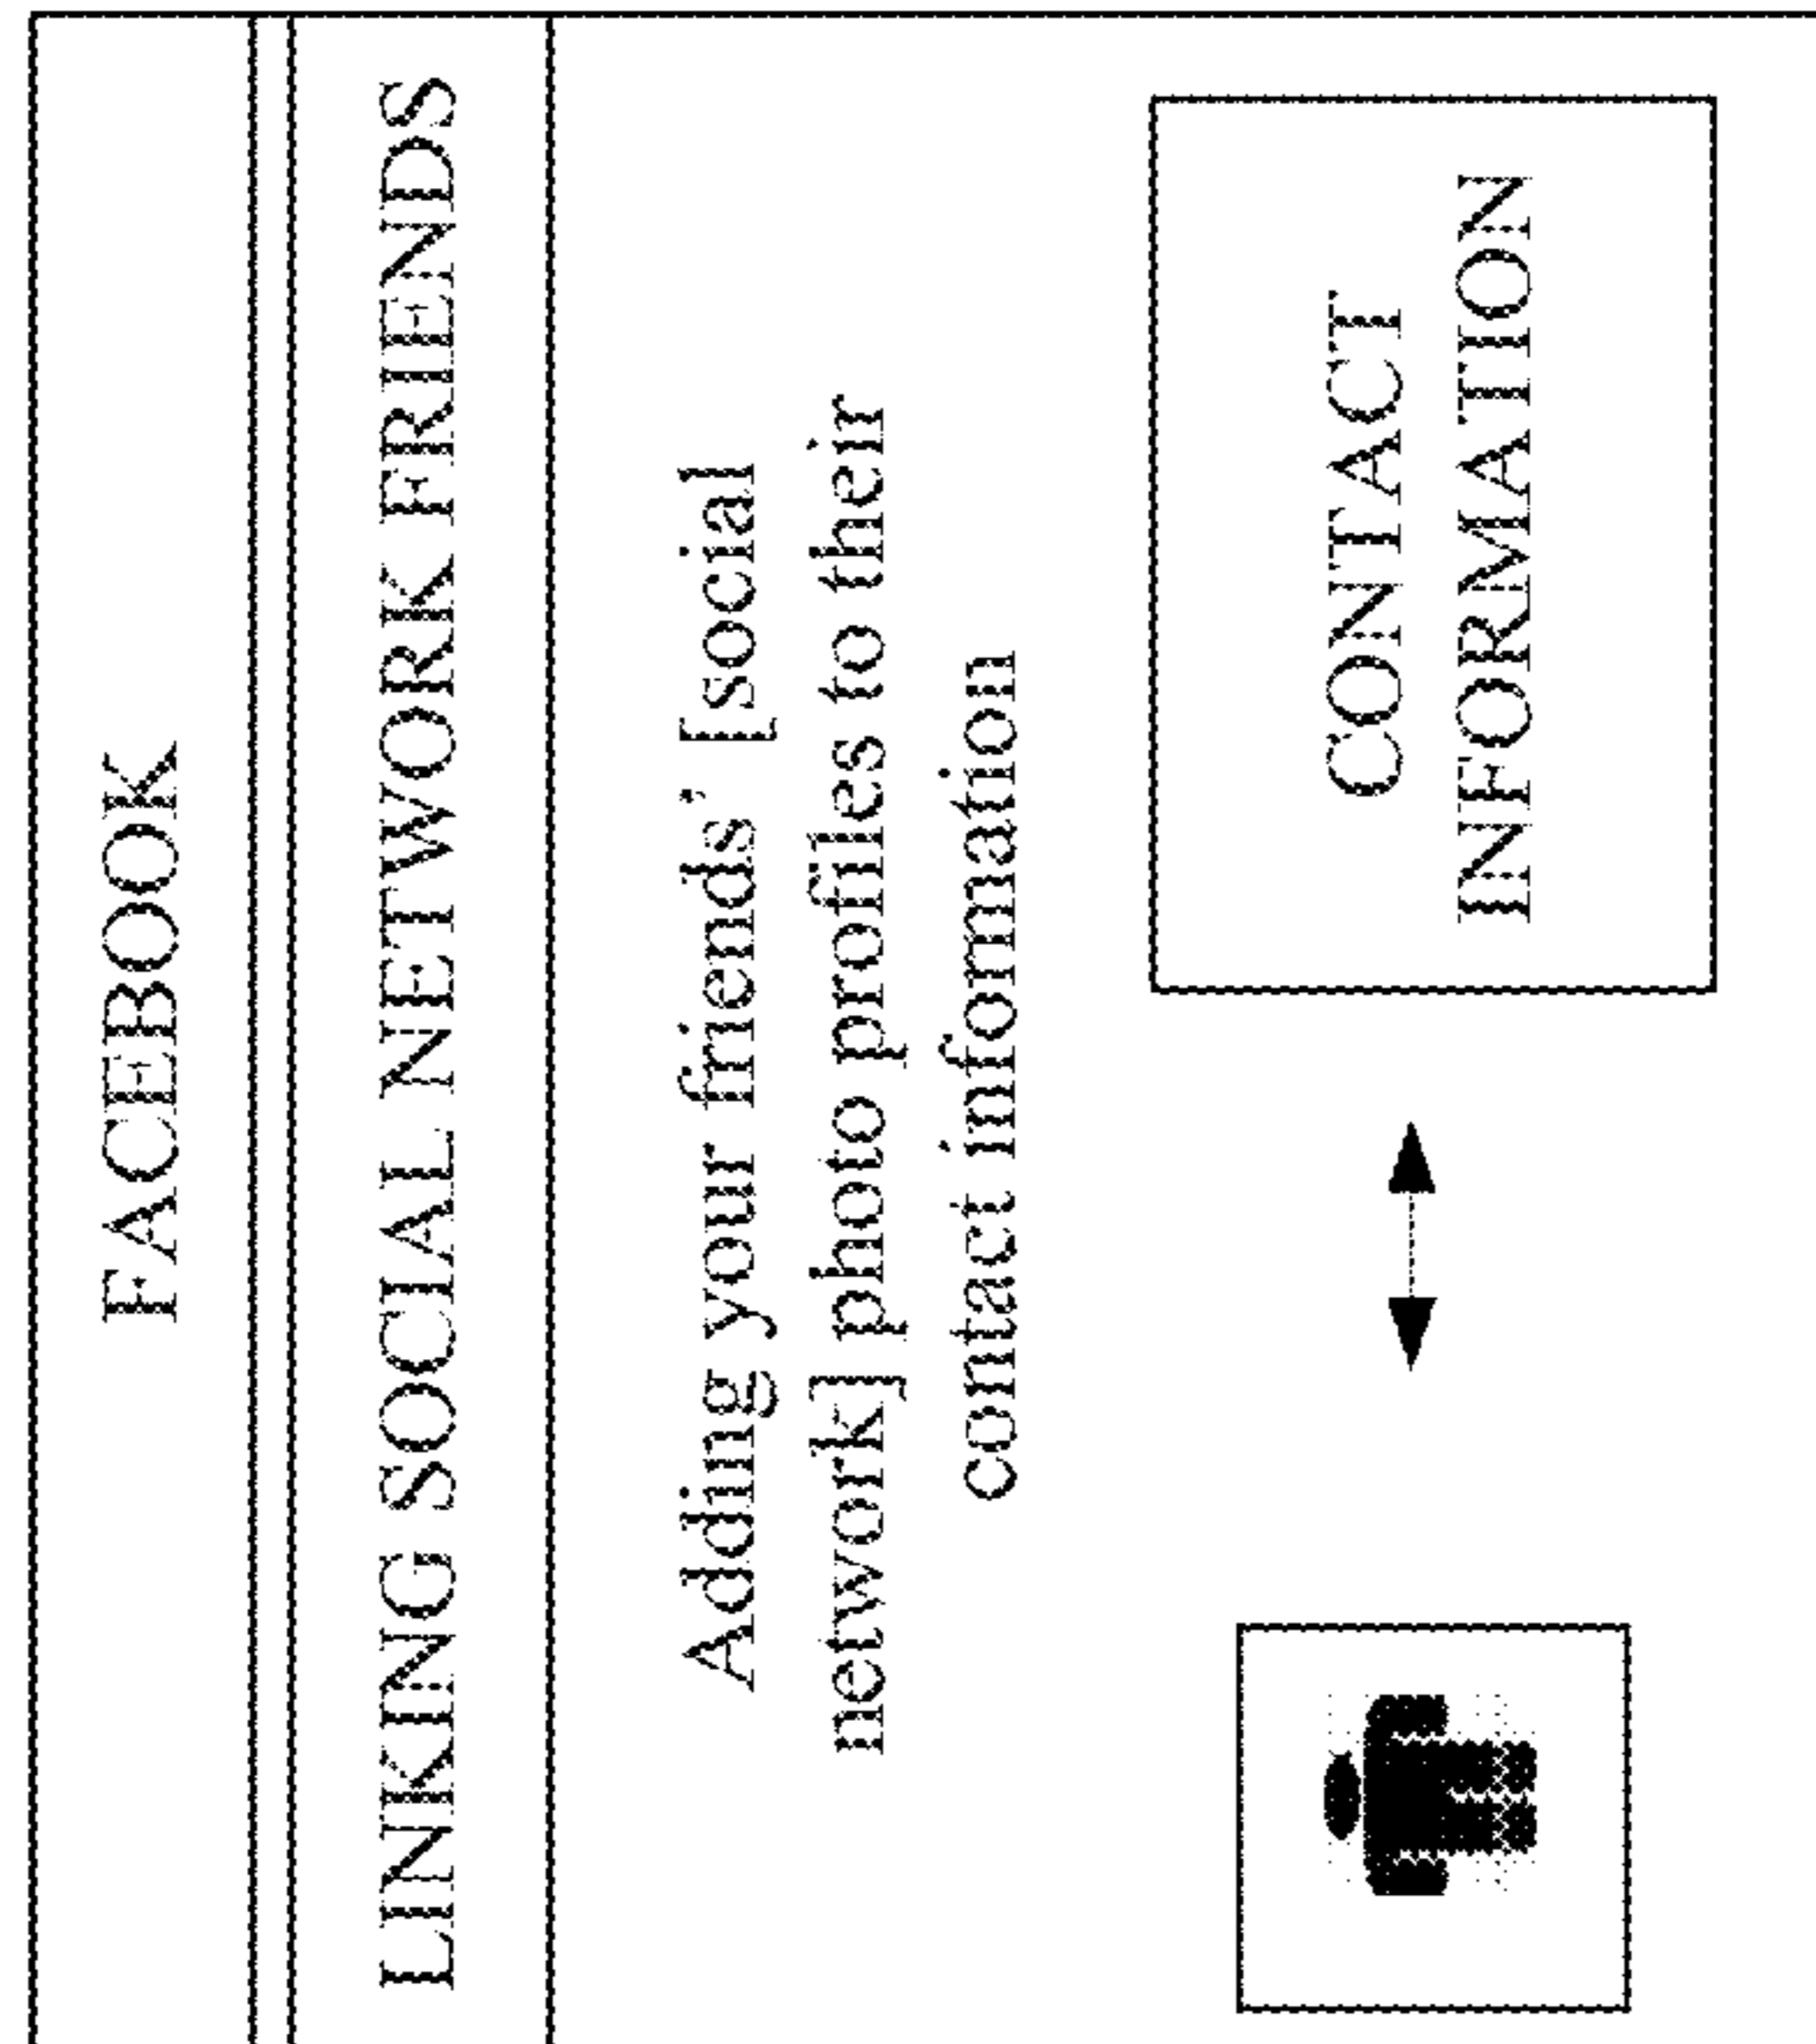 FACEBOOK
LINKING SOCIAL NETWORK FRIENDS
Adding your friends' [social
network] photo profiles to their
contact information
CONTACT
INFORMATION